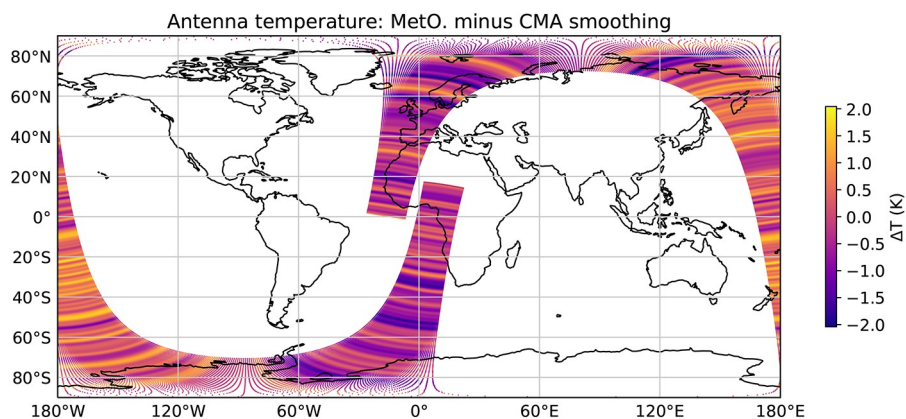 Antenna temperature: MetO. minus CMA smoothing
80°N
60°N
40°N
20°N
0°
20°S
40°S
60°S
80°S
180°W
120°W
60°W
0°
60°E
120°E
180°E
2.0
1.5
1.0
0.5
0.0
−0.5
−1.0
−1.5
−2.0
ΔT (K)